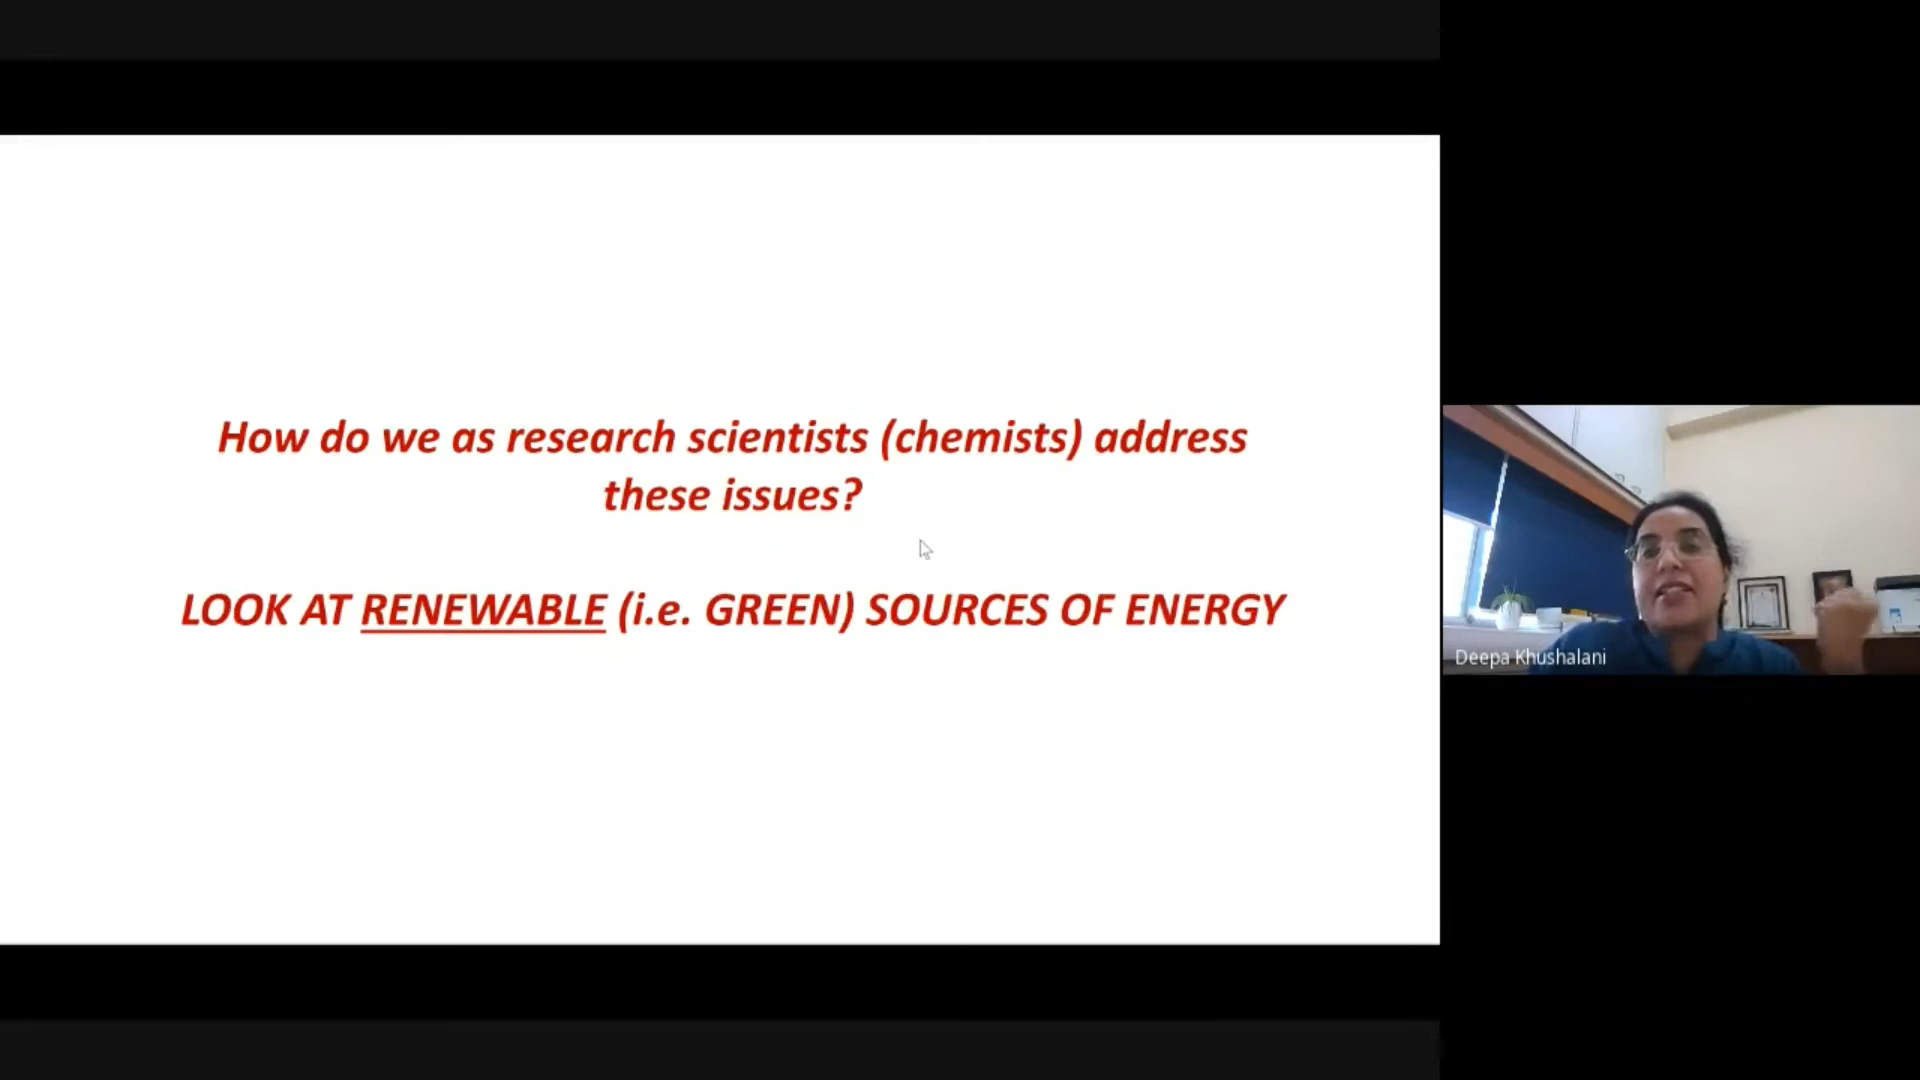 How do we as research scientists (chemists) address
these issues?
LOOK AT RENEWABLE (i.e. GREEN) SOURCES OF ENERGY
Deepa Khushalani